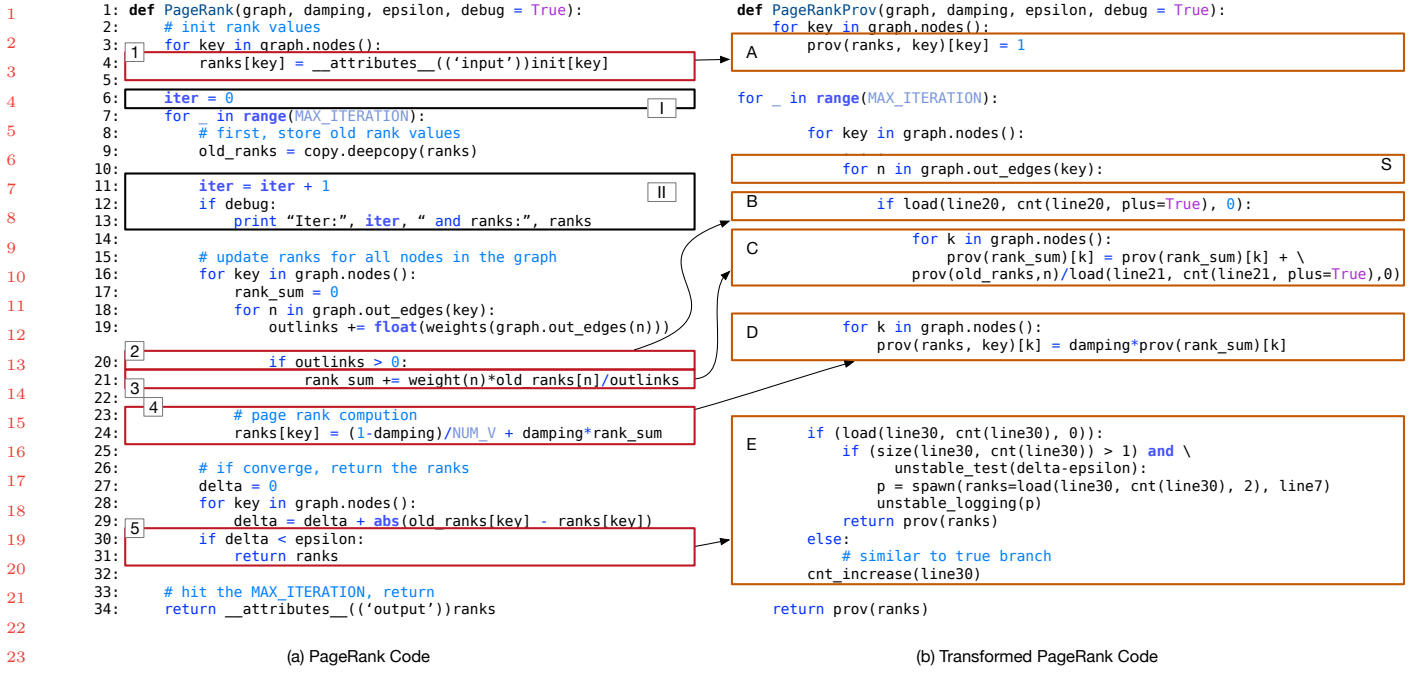 1
2
3
4
5
6
7
8
9
10
11
12
13
14
15
16
17
18
19
20
21
22
23
1: def PageRank(graph, damping, epsilon, debug = True):
2: # init rank values
3: for key in graph.nodes():
1
4: ranks[key] = __attributes__((‘input’))init[key]
5:
6: iter = 0
I
7: for _ in range(MAX_ITERATION):
8: # first, store old rank values
9: old_ranks = copy.deepcopy(ranks)
10:
11: iter = iter + 1
II
12: if debug:
13: print “Iter:”, iter, “ and ranks:”, ranks
14:
15: # update ranks for all nodes in the graph
16: for key in graph.nodes():
17: rank_sum = 0
18: for n in graph.out_edges(key):
19: outlinks += float(weights(graph.out_edges(n)))
2
20: if outlinks > 0:
21: rank_sum += weight(n)*old_ranks[n]/outlinks
3
22:
4
23: # page rank compution
24: ranks[key] = (1-damping)/NUM_V + damping*rank_sum
25:
26: # if converge, return the ranks
27: delta = 0
28: for key in graph.nodes():
29: delta = delta + abs(old_ranks[key] - ranks[key])
5
30: if delta < epsilon:
31: return ranks
32:
33: # hit the MAX_ITERATION, return
34: return __attributes__((‘output’))ranks
(a) PageRank Code
def PageRankProv(graph, damping, epsilon, debug = True):
for key in graph.nodes():
A
prov(ranks, key)[key] = 1
for _ in range(MAX_ITERATION):
for key in graph.nodes():
for n in graph.out_edges(key):
S
B
if load(line20, cnt(line20, plus=True), 0):
C
for k in graph.nodes():
prov(rank_sum)[k] = prov(rank_sum)[k] + \
prov(old_ranks,n)/load(line21, cnt(line21, plus=True),0)
D
for k in graph.nodes():
prov(ranks, key)[k] = damping*prov(rank_sum)[k]
E
if (load(line30, cnt(line30), 0)):
if (size(line30, cnt(line30)) > 1) and \
unstable_test(delta-epsilon):
p = spawn(ranks=load(line30, cnt(line30), 2), line7)
unstable_logging(p)
return prov(ranks)
else:
# similar to true branch
cnt_increase(line30)
return prov(ranks)
(b) Transformed PageRank Code